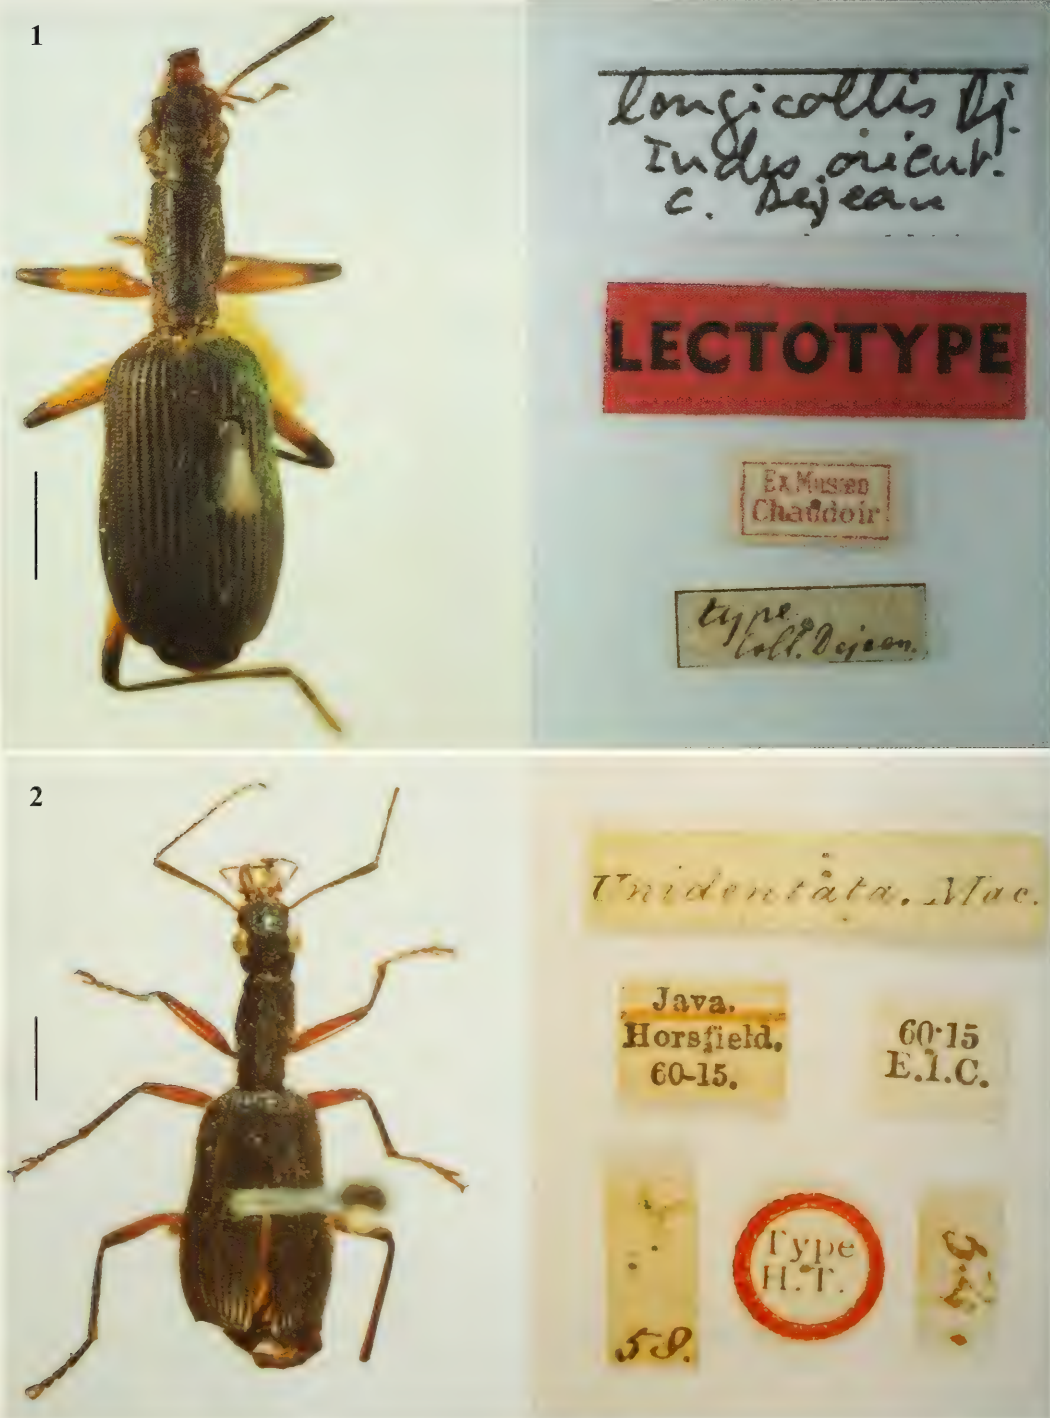 1
longicollis Dj.
Indes orient.
c. Dejean
LECTOTYPE
Ex Musæo
Chaudoir
type
Coll. Dejean.
2
Unidentata. Mac.
Java.
Horsfield.
60-15.
60·15
E.I.C.
58.
Type
H.T.